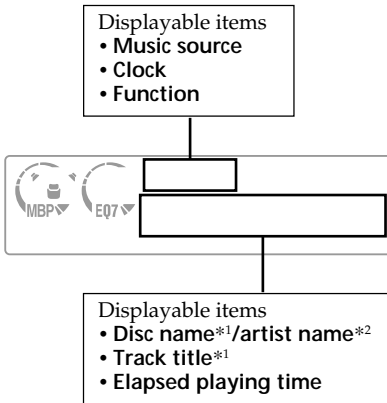 Displayable items
• Music source
• Clock
• Function
MBP EQ7
Displayable items
• Disc name*1/artist name*2
• Track title*1
• Elapsed playing time